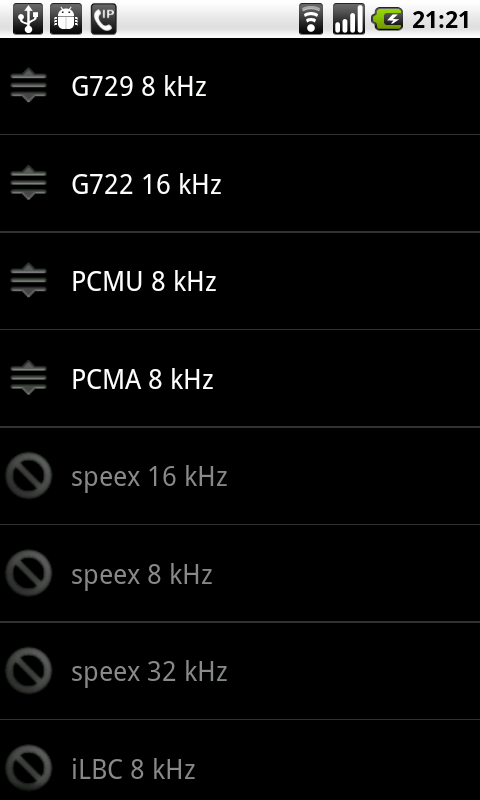 IP 21:21
G729 8 kHz
G722 16 kHz
PCMU 8 kHz
PCMA 8 kHz
speex 16 kHz
speex 8 kHz
speex 32 kHz
iLBC 8 kHz